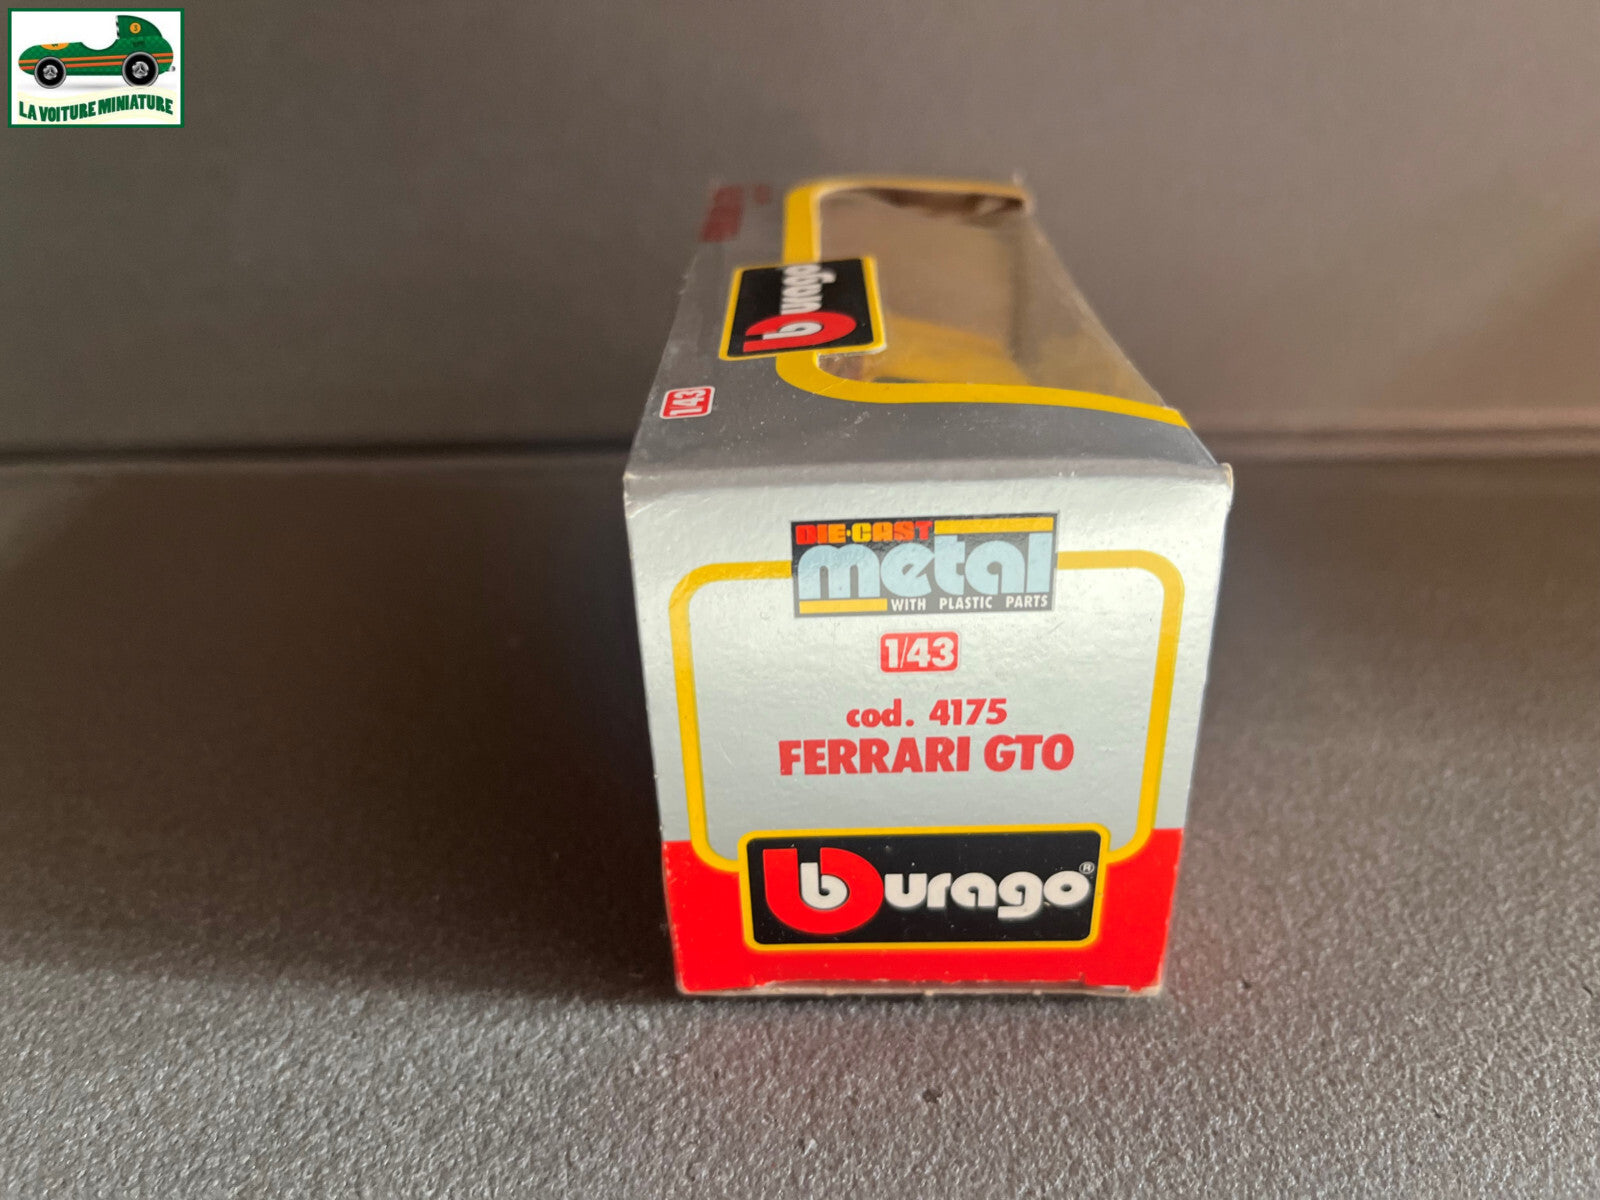 LA VOITURE MINIATURE
burago
1/43
DIE·CAST
metal
WITH PLASTIC PARTS
1/43
cod. 4175
FERRARI GTO
burago®